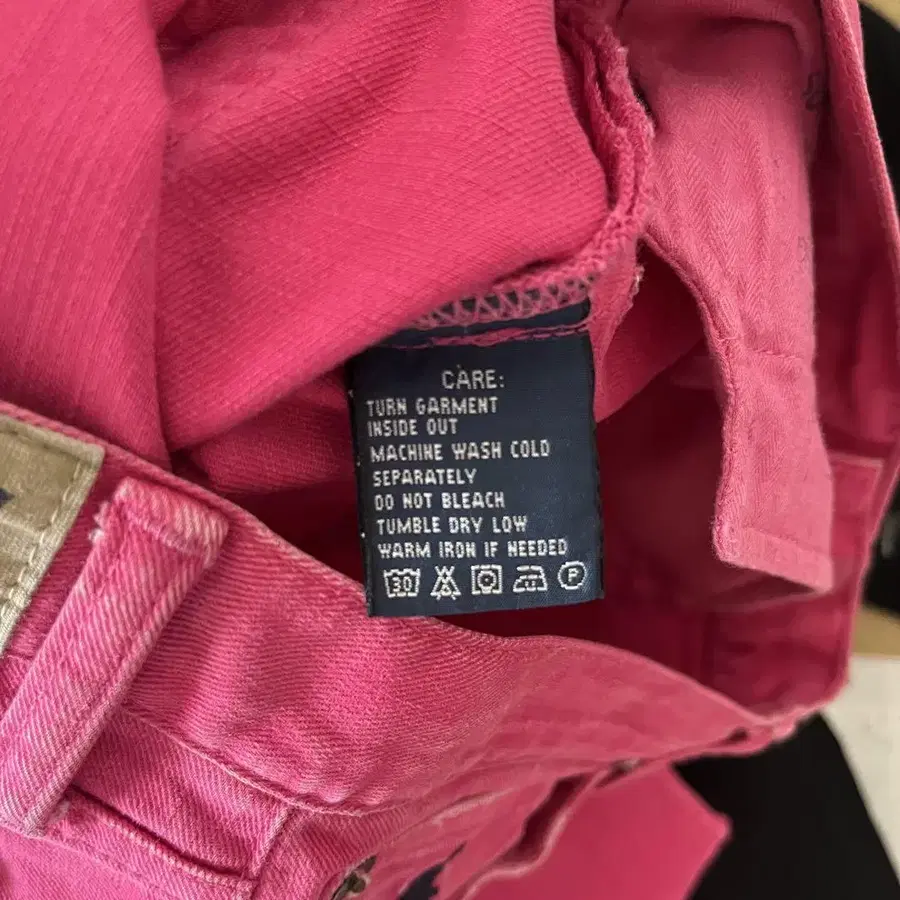 CARE:
TURN GARMENT
INSIDE OUT
MACHINE WASH COLD
SEPARATELY
DO NOT BLEACH
TUMBLE DRY LOW
WARM IRON IF NEEDED
30 P